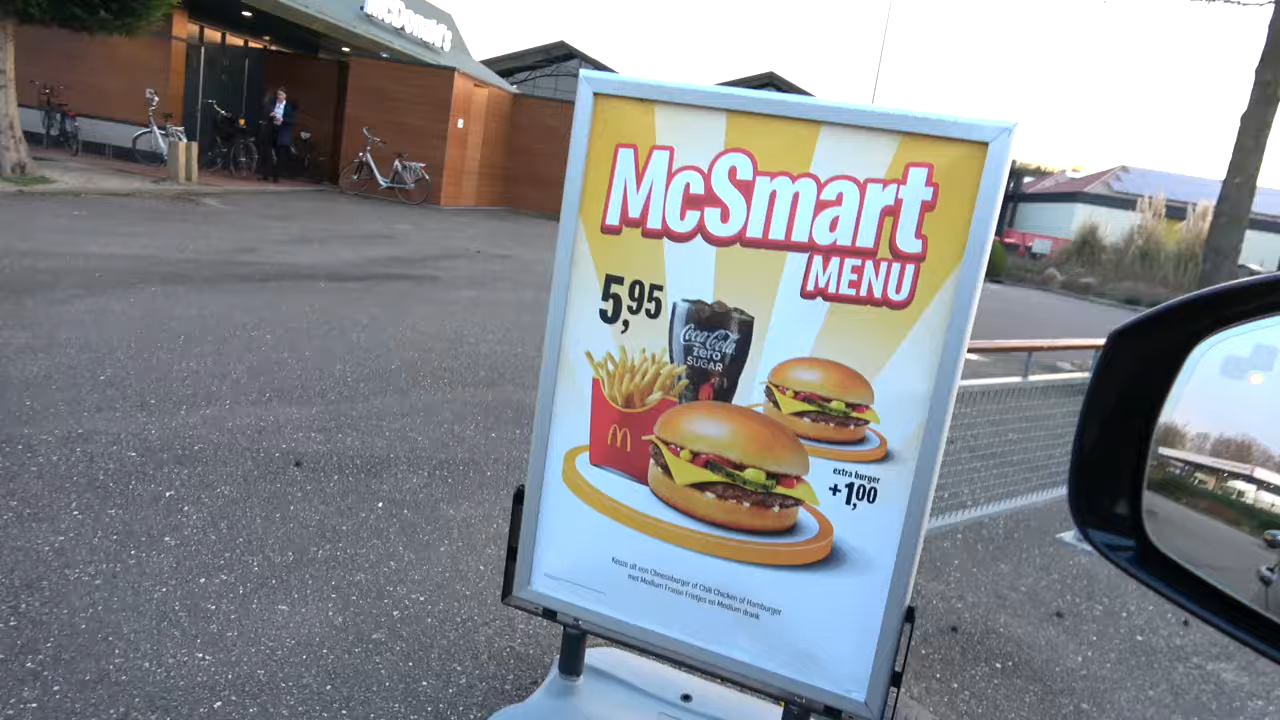 McDonald's
McSmart
MENU
5,95
Coca-Cola
zero
SUGAR
extra burger
+1,00
Keuze uit een Cheeseburger of Chili Chicken of Hamburger
met Medium Franse Frietjes en Medium drank